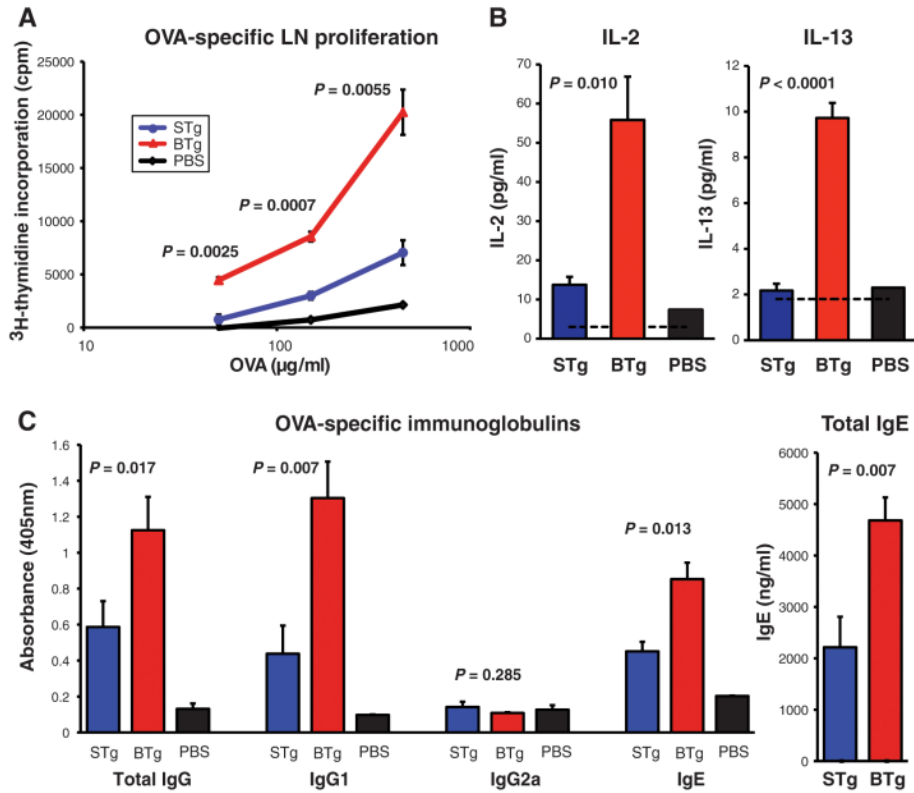 A
OVA-specific LN proliferation
³H-thymidine incorporation (cpm)
25000
20000
15000
10000
5000
0
STg
BTg
PBS
P = 0.0025
P = 0.0007
P = 0.0055
10
100
1000
OVA (µg/ml)
B
IL-2
IL-2 (pg/ml)
70
60
50
40
30
20
10
0
P = 0.010
STg BTg PBS
IL-13
IL-13 (pg/ml)
12
10
8
6
4
2
0
P < 0.0001
STg BTg PBS
C
OVA-specific immunoglobulins
Absorbance (405nm)
1.6
1.4
1.2
1
0.8
0.6
0.4
0.2
0
P = 0.017
P = 0.007
P = 0.285
P = 0.013
STg BTg PBS STg BTg PBS STg BTg PBS STg BTg PBS
Total IgG IgG1 IgG2a IgE
Total IgE
IgE (ng/ml)
6000
5000
4000
3000
2000
1000
0
P = 0.007
STg BTg